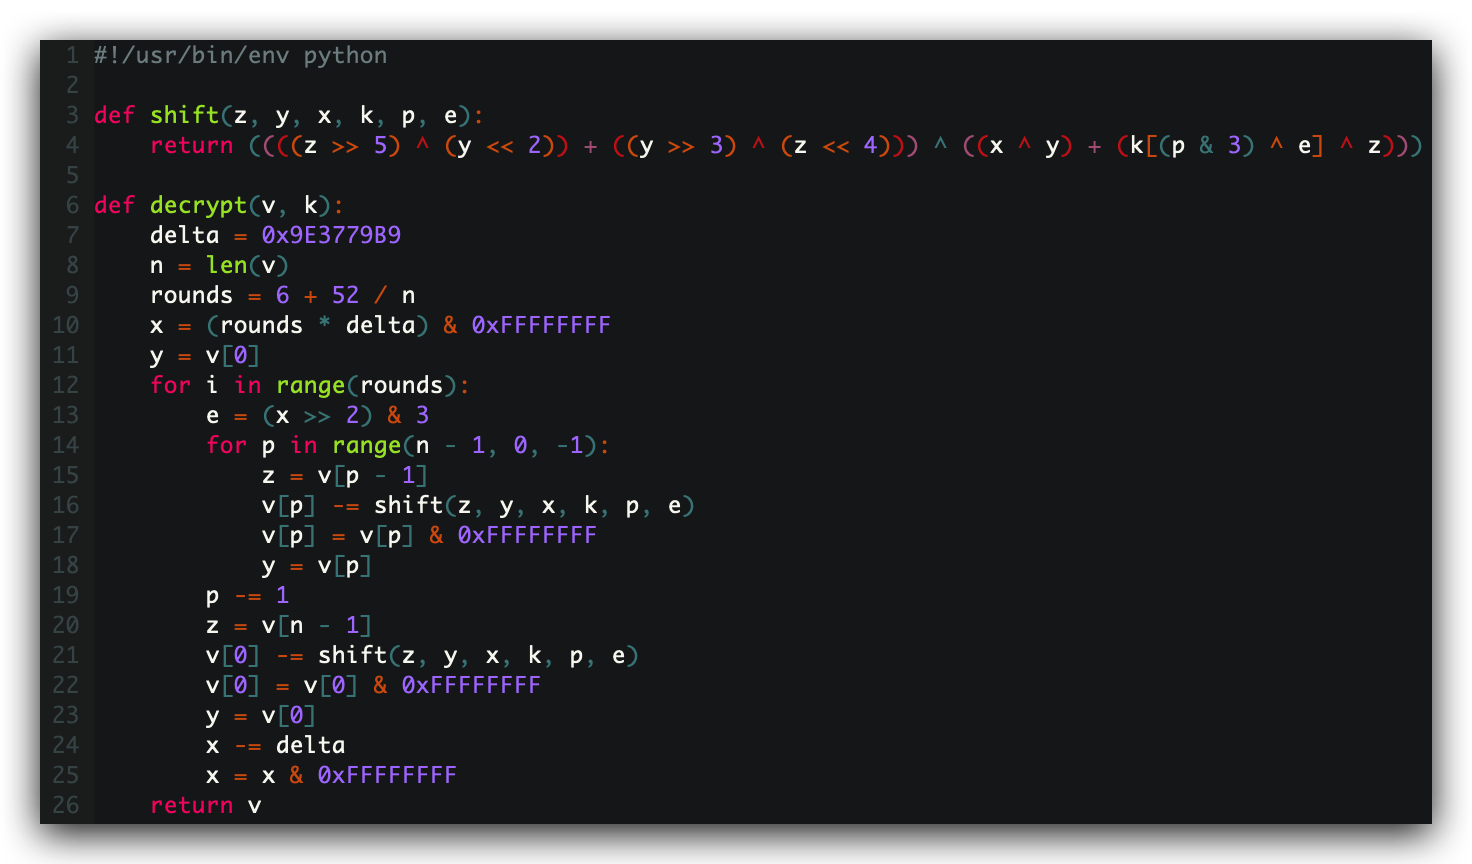 1 #!/usr/bin/env python
2
3 def shift(z, y, x, k, p, e):
4     return ((((z >> 5) ^ (y << 2)) + ((y >> 3) ^ (z << 4))) ^ ((x ^ y) + (k[(p & 3) ^ e] ^ z)))
5
6 def decrypt(v, k):
7     delta = 0x9E3779B9
8     n = len(v)
9     rounds = 6 + 52 / n
10     x = (rounds * delta) & 0xFFFFFFFF
11     y = v[0]
12     for i in range(rounds):
13         e = (x >> 2) & 3
14         for p in range(n - 1, 0, -1):
15             z = v[p - 1]
16             v[p] -= shift(z, y, x, k, p, e)
17             v[p] = v[p] & 0xFFFFFFFF
18             y = v[p]
19         p -= 1
20         z = v[n - 1]
21         v[0] -= shift(z, y, x, k, p, e)
22         v[0] = v[0] & 0xFFFFFFFF
23         y = v[0]
24         x -= delta
25         x = x & 0xFFFFFFFF
26     return v